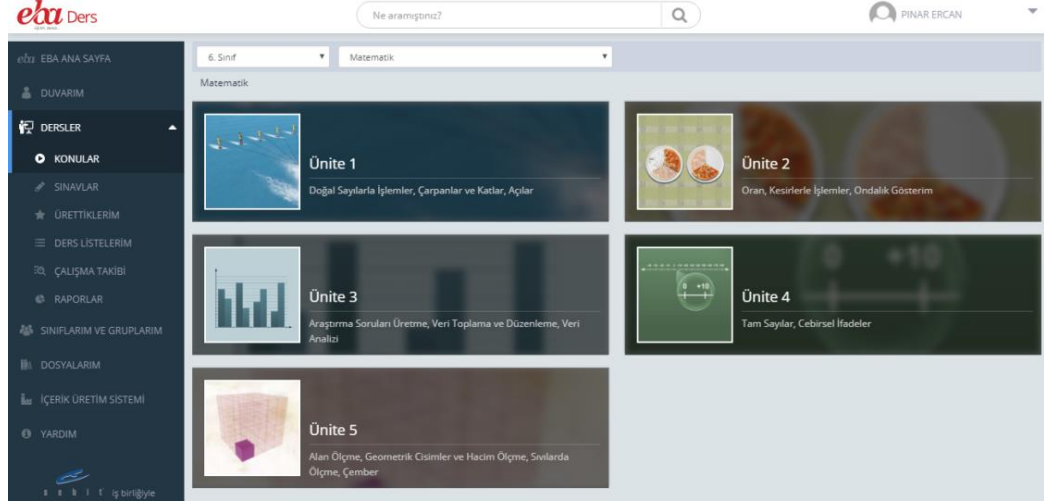 eba Ders
Ne aramıştınız?
PINAR ERCAN
eba EBA ANA SAYFA
DUVARIM
DERSLER
KONULAR
SINAVLAR
ÜRETTİKLERİM
DERS LİSTELERİM
ÇALIŞMA TAKİBİ
RAPORLAR
SINIFLARIM VE GRUPLARIM
DOSYALARIM
İÇERİK ÜRETİM SİSTEMİ
YARDIM
sebit iş birliğiyle
6. Sınıf
Matematik
Matematik
Ünite 1
Doğal Sayılarla İşlemler, Çarpanlar ve Katlar, Açılar
Ünite 2
Oran, Kesirlerle İşlemler, Ondalık Gösterim
Ünite 3
Araştırma Soruları Üretme, Veri Toplama ve Düzenleme, Veri
Analizi
Ünite 4
0 +10
0 +10
Tam Sayılar, Cebirsel İfadeler
Ünite 5
Alan Ölçme, Geometrik Cisimler ve Hacim Ölçme, Sıvılarda
Ölçme, Çember